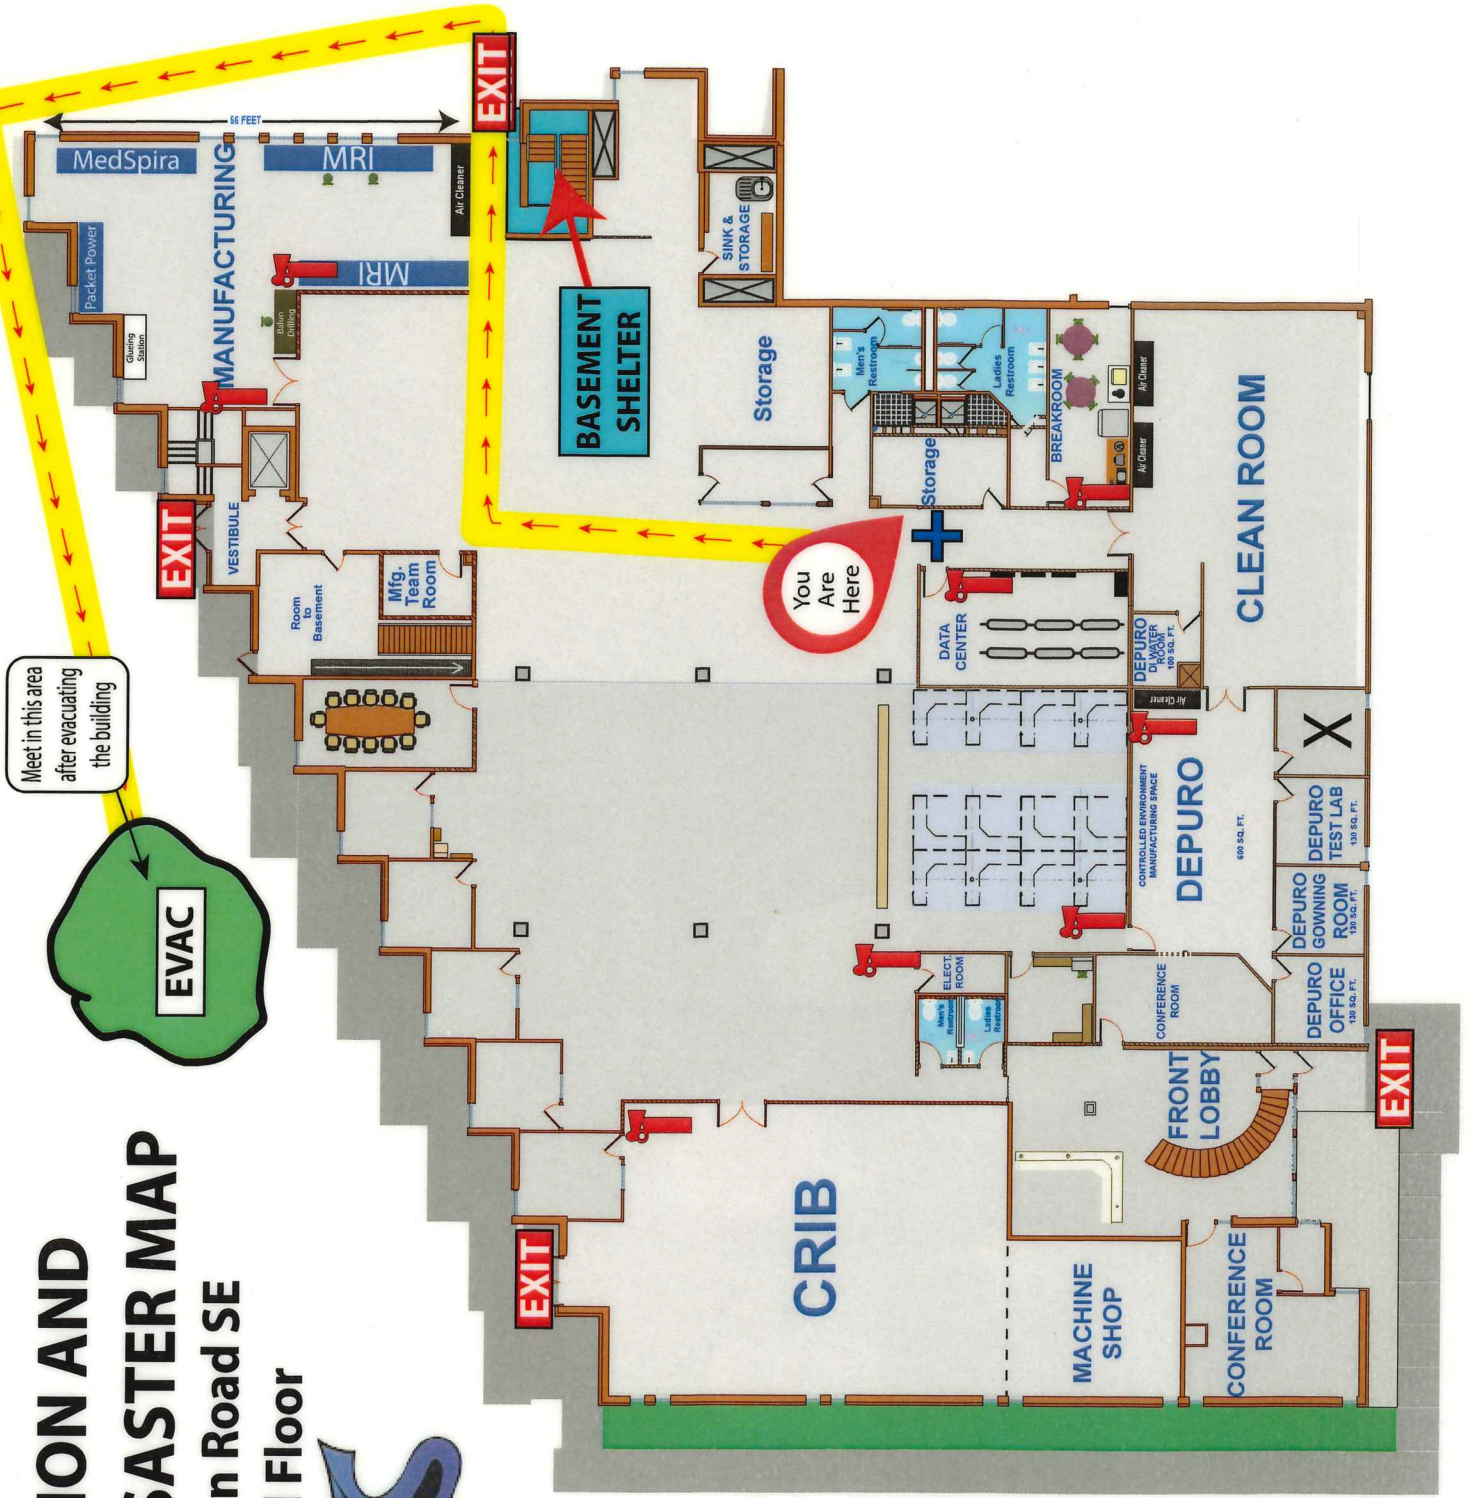 ION AND
SASTER MAP
n Road SE
Floor
Meet in this area
after evacuating
the building
EVAC
EXIT
EXIT
EXIT
EXIT
56 FEET
MedSpira
MRI
MANUFACTURING
Packet Power
Air Cleaner
MRI
Glueing
Station
Balun
Drilling
VESTIBULE
Room
to
Basement
Mfg.
Team
Room
BASEMENT
SHELTER
SINK &
STORAGE
Storage
Men's
Restroom
Ladies
Restroom
BREAKROOM
Storage
Air Cleaner
Air Cleaner
CLEAN ROOM
You
Are
Here
DATA
CENTER
DEPURO
DI WATER
ROOM
100 SQ. FT.
Air Cleaner
X
CONTROLLED ENVIRONMENT
MANUFACTURING SPACE
DEPURO
600 SQ. FT.
DEPURO
TEST LAB
130 SQ. FT.
DEPURO
GOWNING
ROOM
130 SQ. FT.
DEPURO
OFFICE
130 SQ. FT.
ELECT.
ROOM
Men's
Restroom
Ladies
Restroom
CONFERENCE
ROOM
FRONT
LOBBY
CRIB
MACHINE
SHOP
CONFERENCE
ROOM